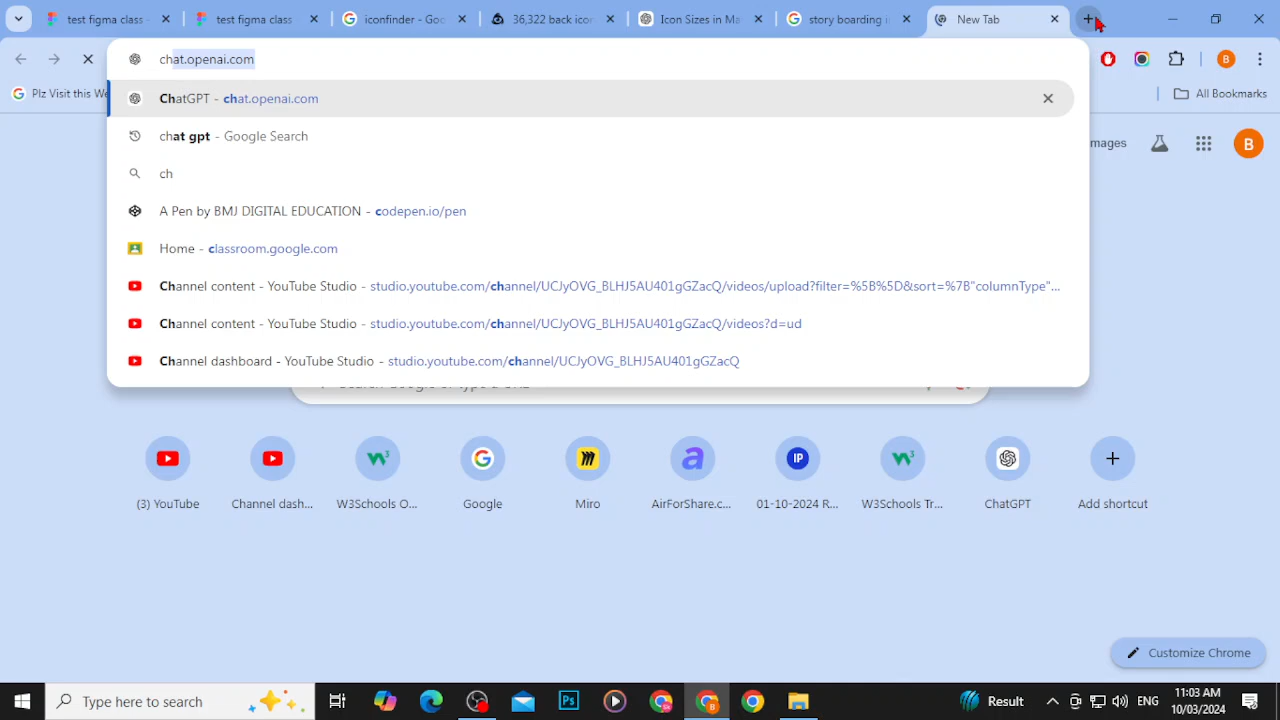 test figma class -
test figma class
iconfinder - Goo
36,322 back icon
Icon Sizes in Ma
story boarding i
New Tab
chat.openai.com
Plz Visit this We
All Bookmarks
B
ChatGPT - chat.openai.com
chat gpt - Google Search
mages
B
ch
A Pen by BMJ DIGITAL EDUCATION - codepen.io/pen
Home - classroom.google.com
Channel content - YouTube Studio - studio.youtube.com/channel/UCJyOVG_BLHJ5AU401gGZacQ/videos/upload?filter=%5B%5D&sort=%7B"columnType"...
Channel content - YouTube Studio - studio.youtube.com/channel/UCJyOVG_BLHJ5AU401gGZacQ/videos?d=ud
Channel dashboard - YouTube Studio - studio.youtube.com/channel/UCJyOVG_BLHJ5AU401gGZacQ
(3) YouTube
Channel dash...
W3Schools O...
Google
Miro
AirForShare.c...
IP
01-10-2024 R...
W3Schools Tr...
ChatGPT
Add shortcut
Customize Chrome
Type here to search
Ps
B
Result
ENG
11:03 AM
10/03/2024